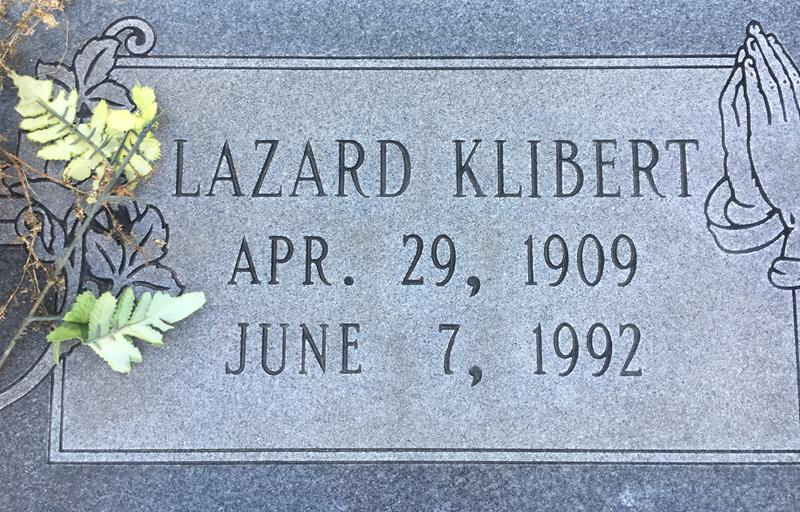 LAZARD KLIBERT
APR. 29, 1909
JUNE 7, 1992